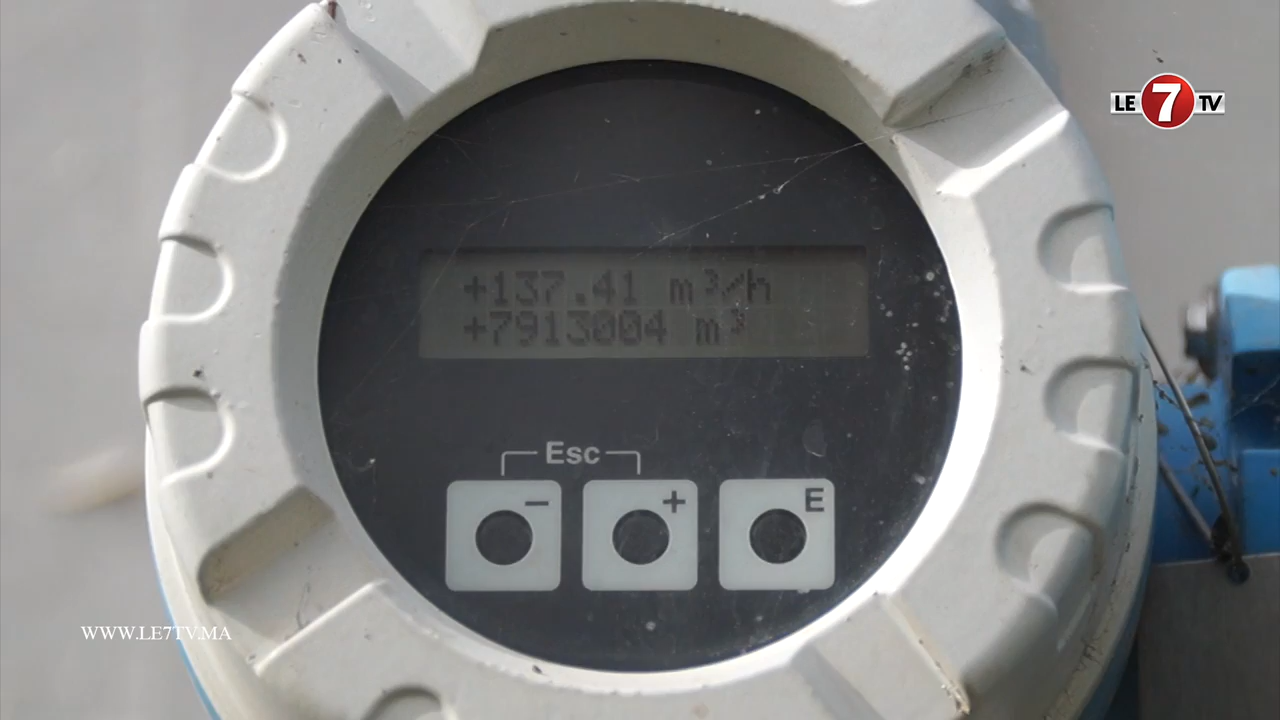 LE 7 TV
+137.41 m³/h
+7913004 m³
Esc
− + E
WWW.LE7TV.MA